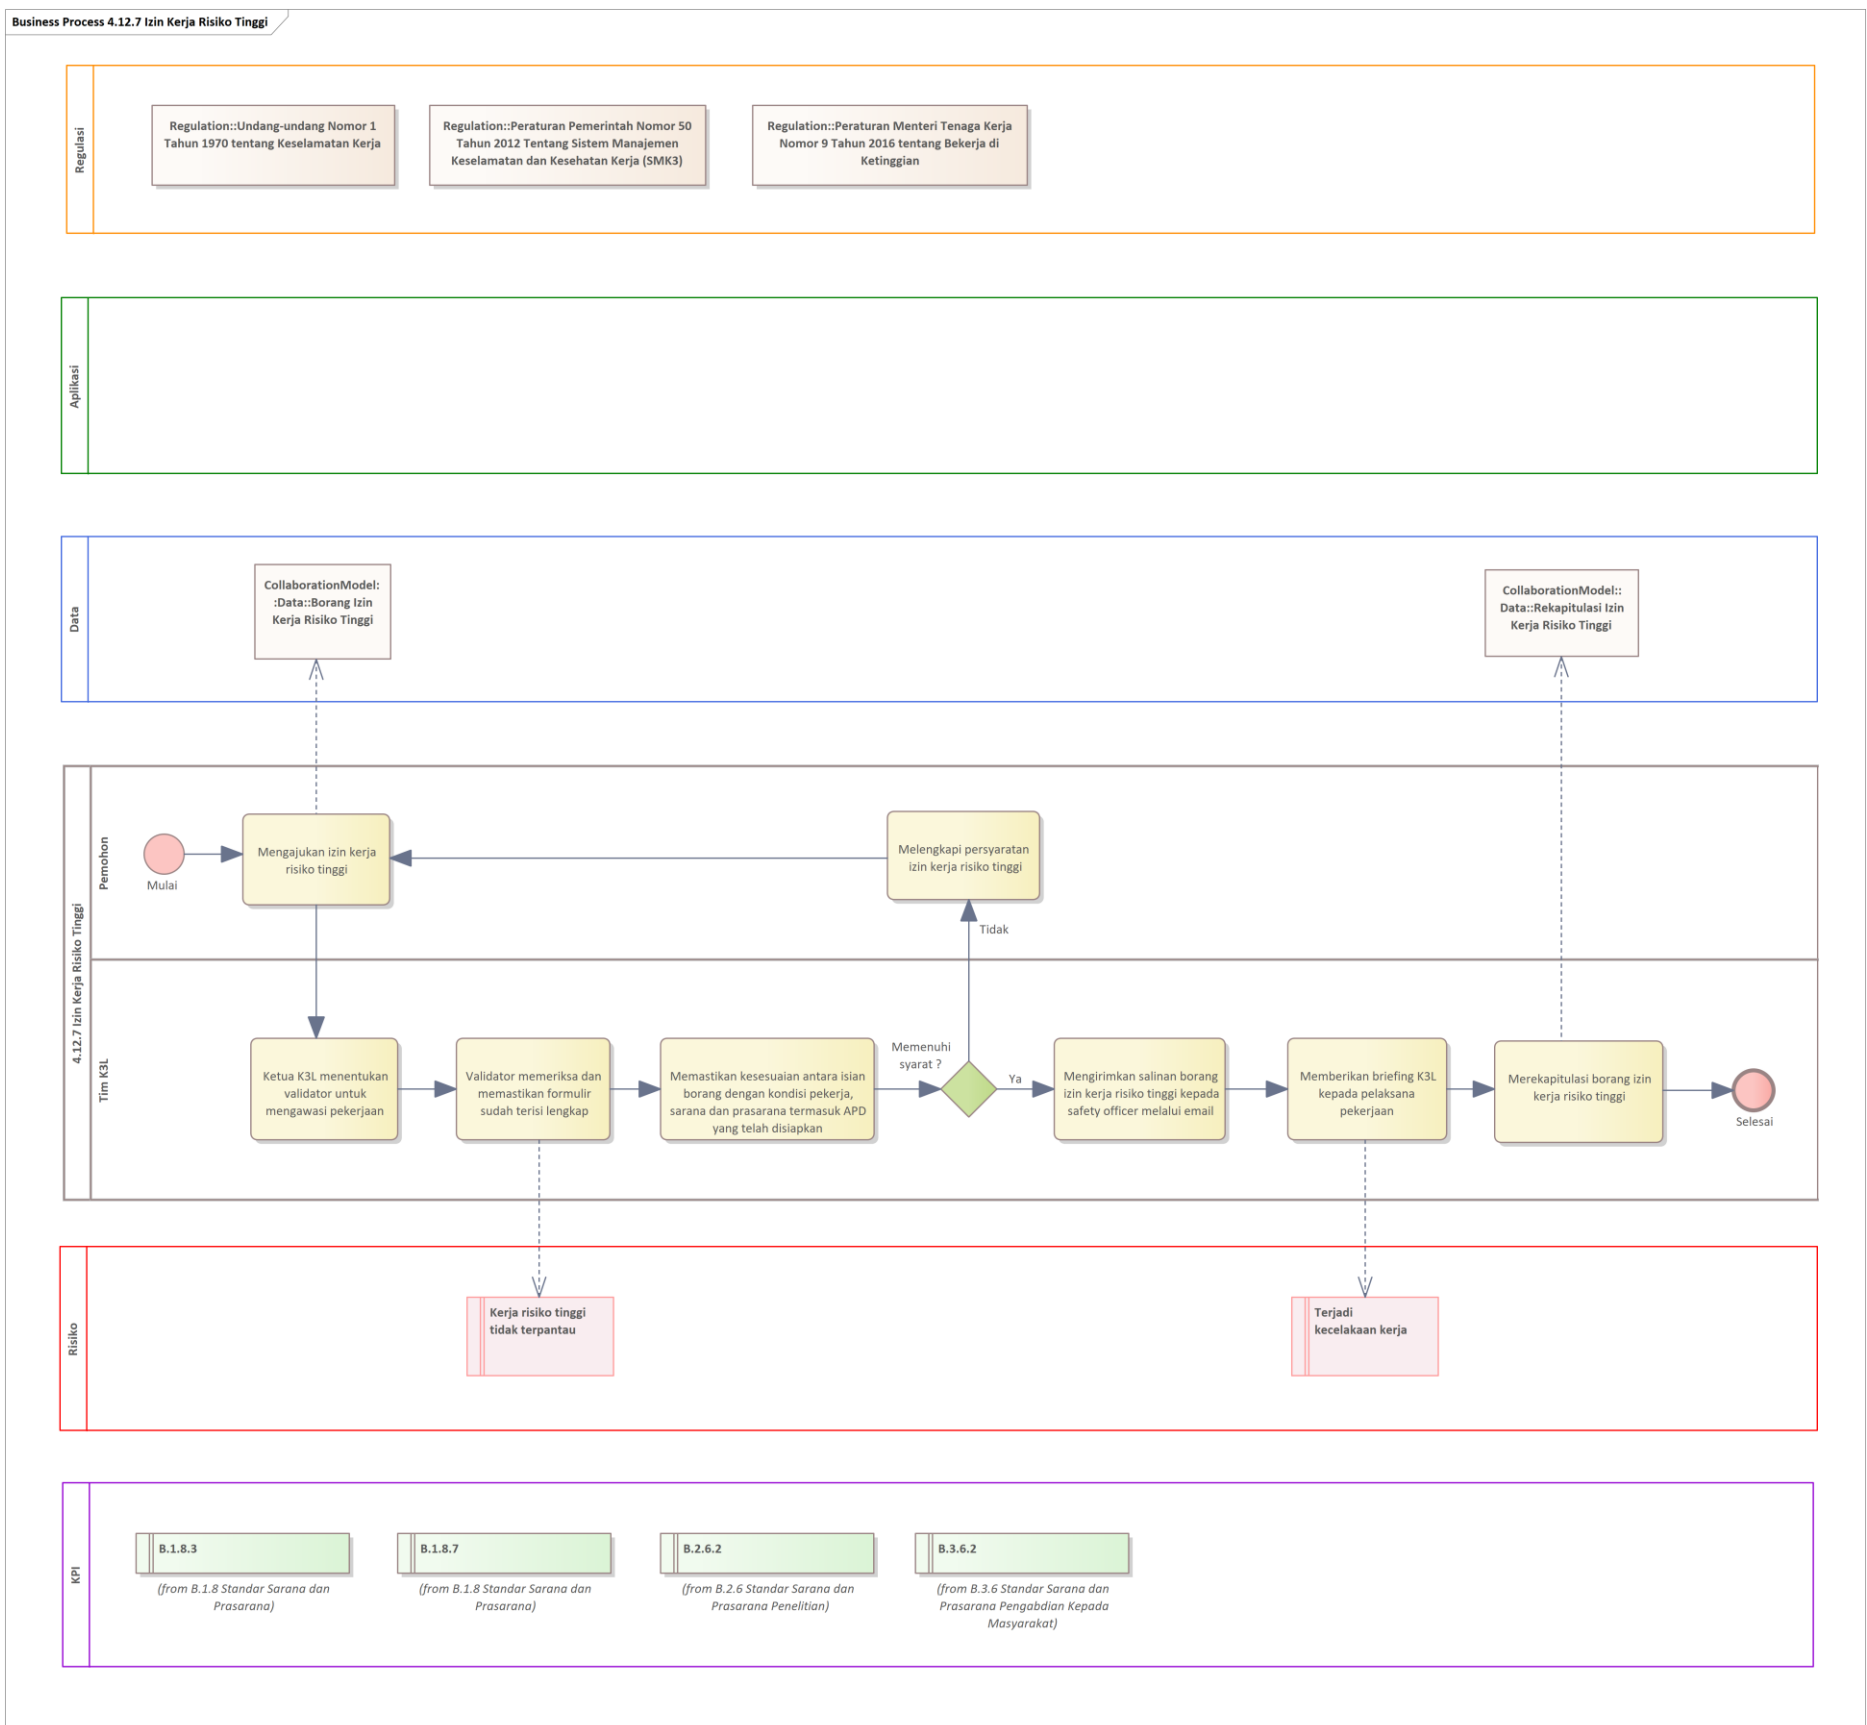 Business Process 4.12.7 Izin Kerja Risiko Tinggi
Regulasi
Regulation::Undang-undang Nomor 1
Tahun 1970 tentang Keselamatan Kerja
Regulation::Peraturan Pemerintah Nomor 50
Tahun 2012 Tentang Sistem Manajemen
Keselamatan dan Kesehatan Kerja (SMK3)
Regulation::Peraturan Menteri Tenaga Kerja
Nomor 9 Tahun 2016 tentang Bekerja di
Ketinggian
Aplikasi
Data
CollaborationModel:
:Data::Borang Izin
Kerja Risiko Tinggi
CollaborationModel::
Data::Rekapitulasi Izin
Kerja Risiko Tinggi
4.12.7 Izin Kerja Risiko Tinggi
Pemohon
Mulai
Mengajukan izin kerja
risiko tinggi
Melengkapi persyaratan
izin kerja risiko tinggi
Tidak
Tim K3L
Ketua K3L menentukan
validator untuk
mengawasi pekerjaan
Validator memeriksa dan
memastikan formulir
sudah terisi lengkap
Memastikan kesesuaian antara isian
borang dengan kondisi pekerja,
sarana dan prasarana termasuk APD
yang telah disiapkan
Memenuhi
syarat ?
Ya
Mengirimkan salinan borang
izin kerja risiko tinggi kepada
safety officer melalui email
Memberikan briefing K3L
kepada pelaksana
pekerjaan
Merekapitulasi borang izin
kerja risiko tinggi
Selesai
Risiko
Kerja risiko tinggi
tidak terpantau
Terjadi
kecelakaan kerja
KPI
B.1.8.3
(from B.1.8 Standar Sarana dan
Prasarana)
B.1.8.7
(from B.1.8 Standar Sarana dan
Prasarana)
B.2.6.2
(from B.2.6 Standar Sarana dan
Prasarana Penelitian)
B.3.6.2
(from B.3.6 Standar Sarana dan
Prasarana Pengabdian Kepada
Masyarakat)